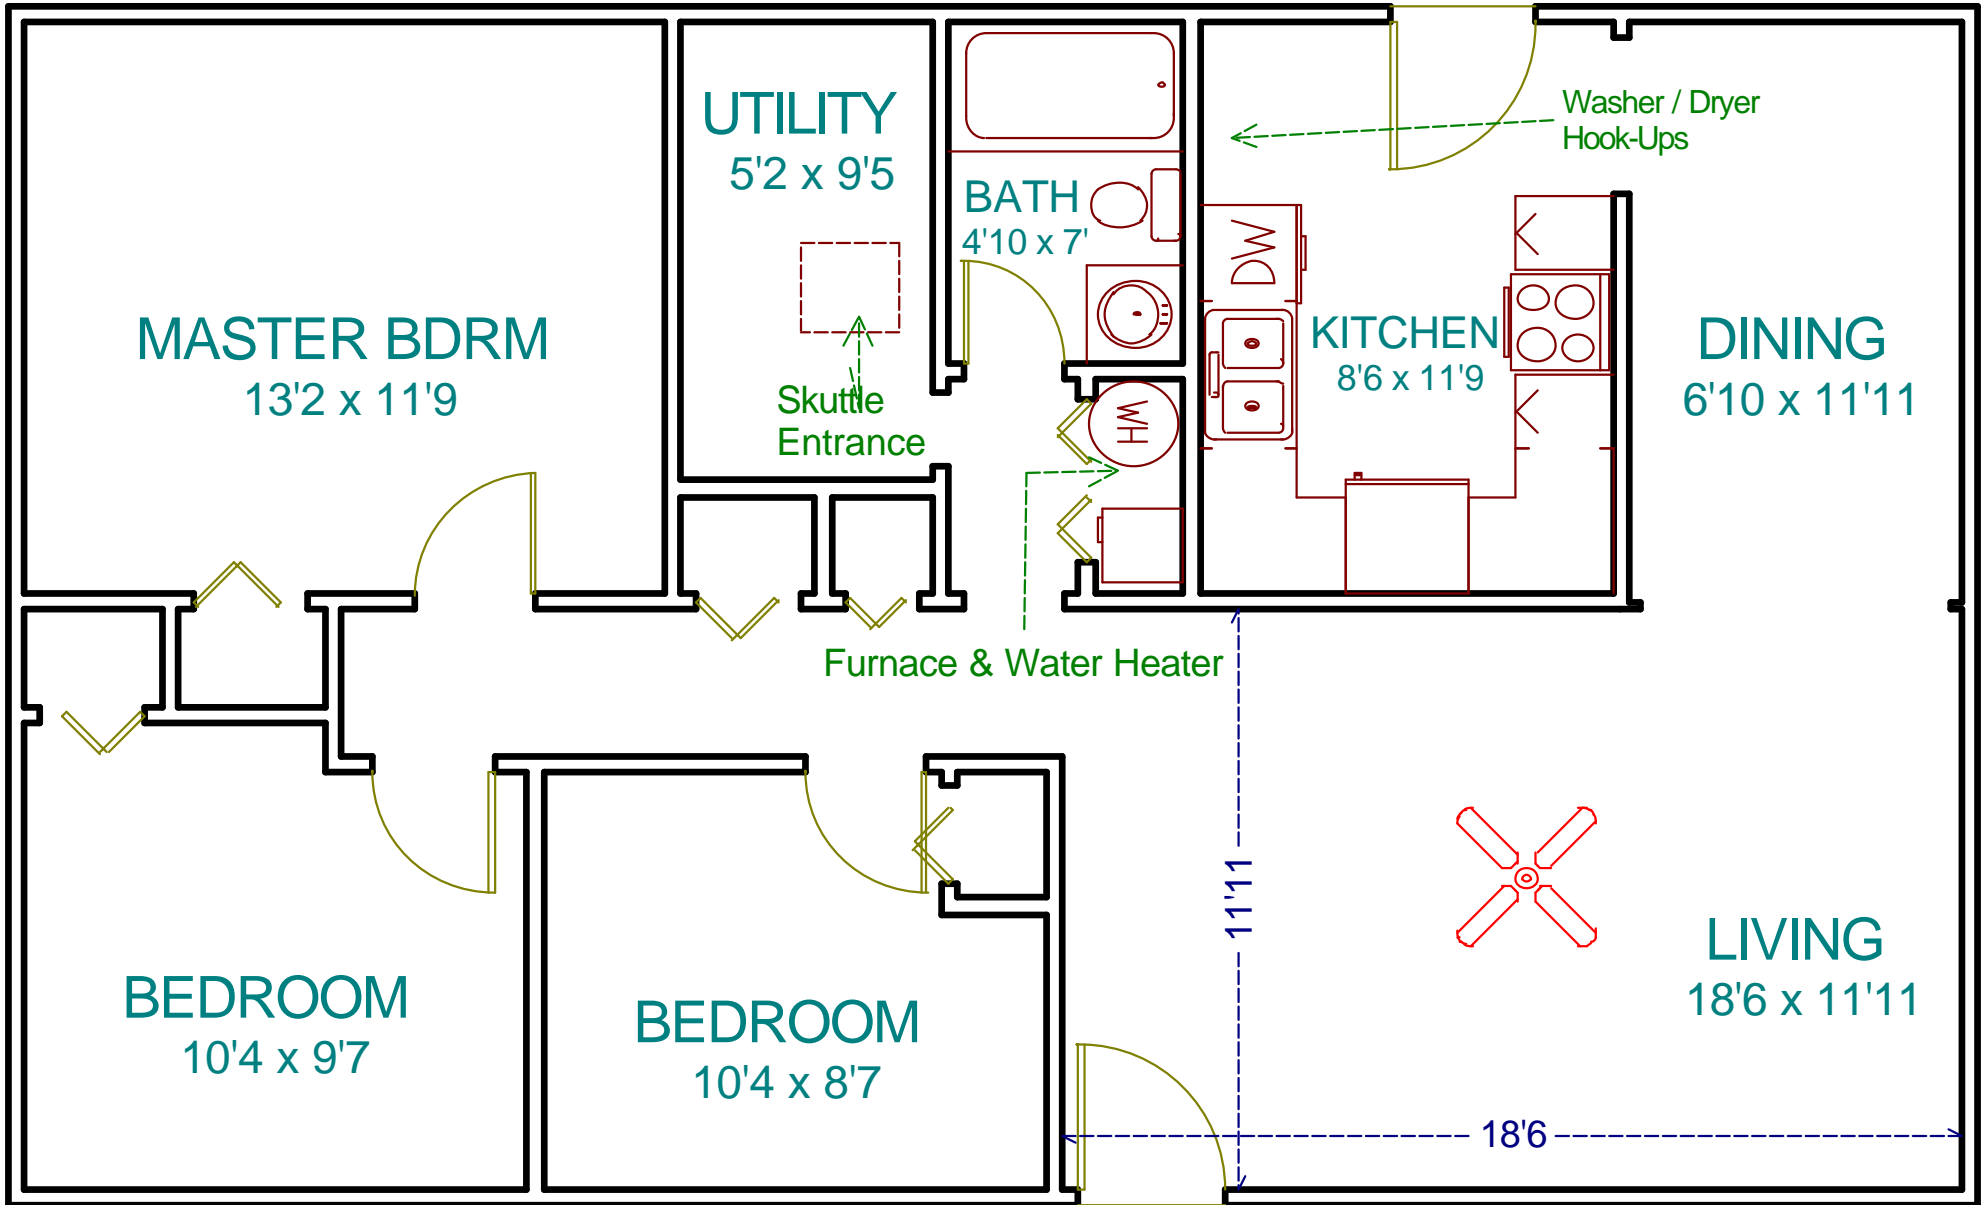 UTILITY
5'2 x 9'5
BATH
4'10 x 7'
Washer / Dryer
Hook-Ups
DW
MASTER BDRM
13'2 x 11'9
KITCHEN
8'6 x 11'9
DINING
6'10 x 11'11
Skuttle
Entrance
WH
Furnace & Water Heater
11'11
LIVING
18'6 x 11'11
BEDROOM
10'4 x 9'7
BEDROOM
10'4 x 8'7
18'6